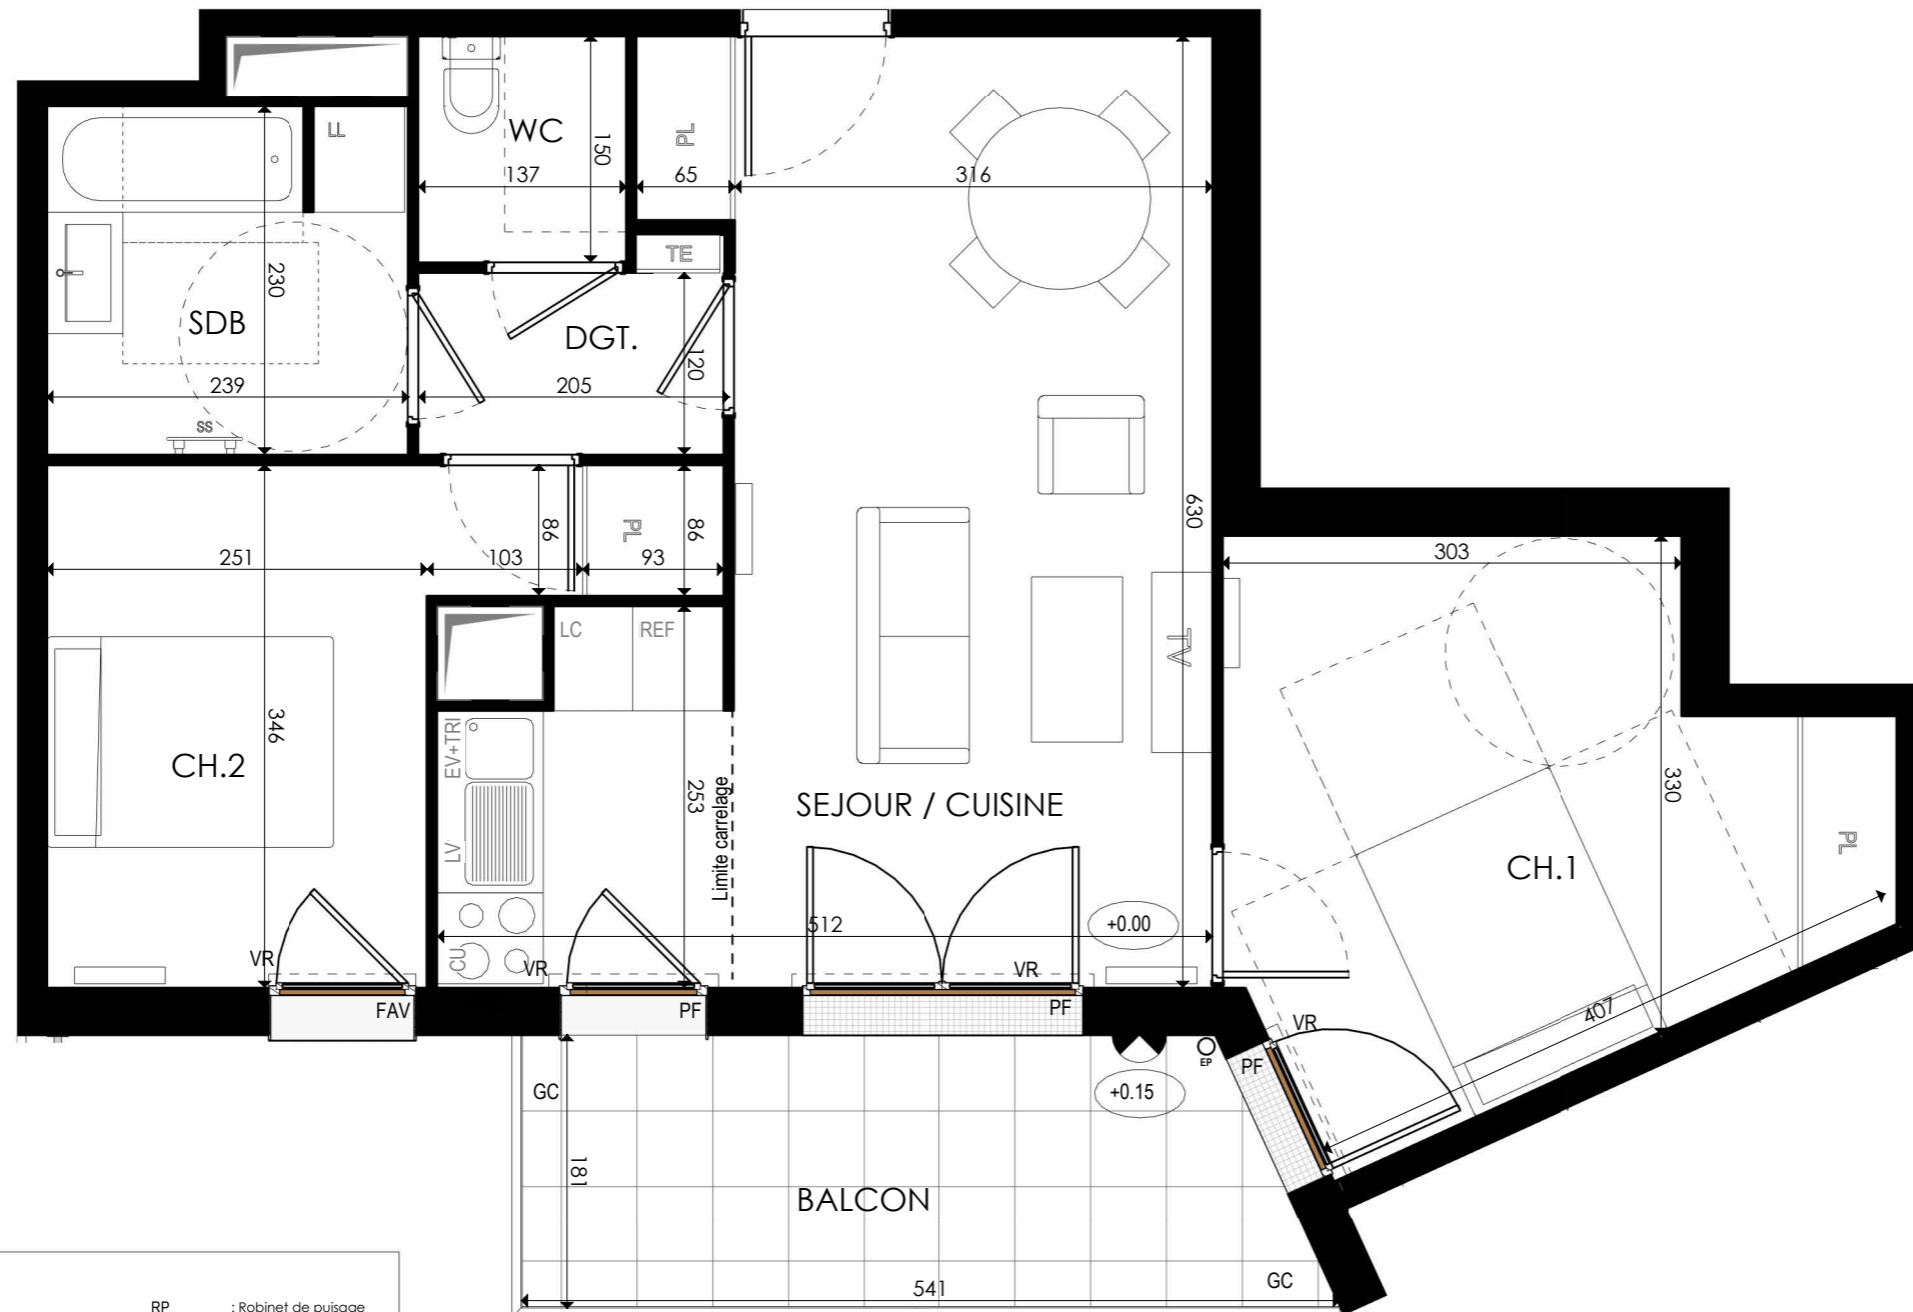 LL
WC
150
137
PL
65
316
TE
230
SDB
DGT.
120
239
205
SS
630
251
86
103
PL
86
93
303
LC
REF
TV
346
CH.2
EV+TRI
LV
CU
253
Limite carrelage
SEJOUR / CUISINE
330
CH.1
PL
512
+0.00
VR
VR
VR
FAV
PF
PF
407
VR
PF
EP
GC
+0.15
181
BALCON
541
GC
RP : Robinet de puisage